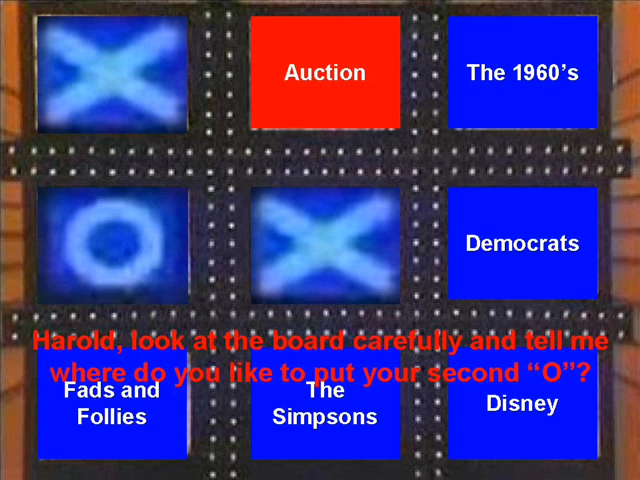 Auction
The 1960’s
Democrats
Harold, look at the board carefully and tell me
where do you like to put your second “O”?
Fads and
Follies
The
Simpsons
Disney